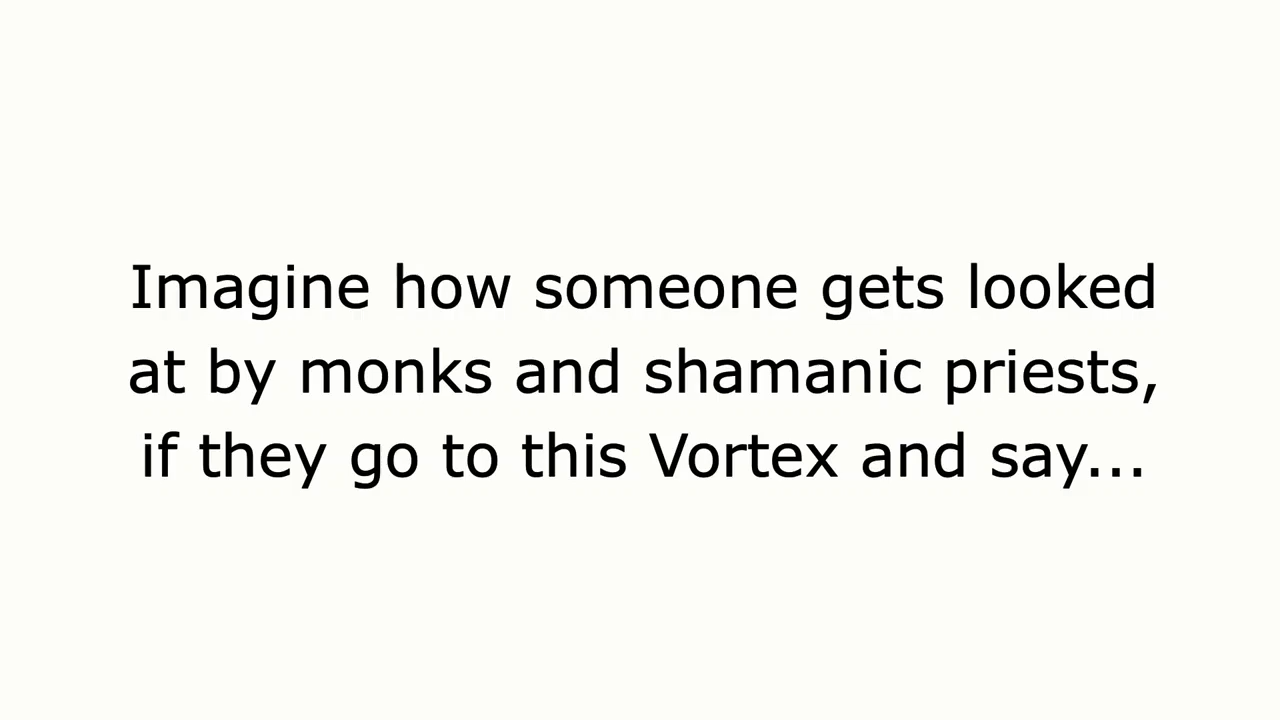 Imagine how someone gets looked
at by monks and shamanic priests,
if they go to this Vortex and say...